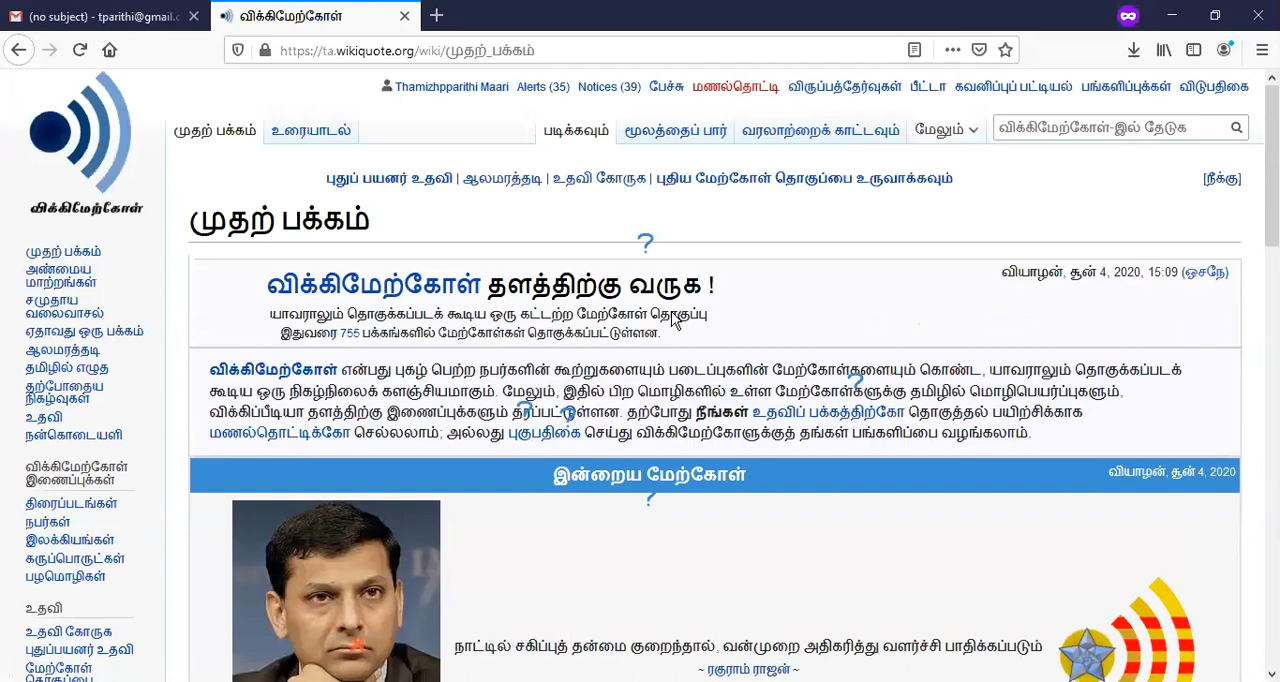 (no subject) - tparithi@gmail.c
விக்கிமேற்கோள்
https://ta.wikiquote.org/wiki/முதற்_பக்கம்
Thamizhpparithi Maari Alerts (35) Notices (39) பேச்சு மணல்தொட்டி விருப்பத்தேர்வுகள் பீட்டா கவனிப்புப் பட்டியல் பங்களிப்புக்கள் விடுபதிகை
முதற் பக்கம் உரையாடல் படிக்கவும் மூலத்தைப் பார் வரலாற்றைக் காட்டவும் மேலும் விக்கிமேற்கோள்-இல் தேடுக
விக்கிமேற்கோள்
புதுப் பயனர் உதவி | ஆலமரத்தடி | உதவி கோருக | புதிய மேற்கோள் தொகுப்பை உருவாக்கவும் [நீக்கு]
முதற் பக்கம்
விக்கிமேற்கோள் தளத்திற்கு வருக !
வியாழன், சூன் 4, 2020, 15:09 (ஒசநே)
யாவராலும் தொகுக்கப்படக் கூடிய ஒரு கட்டற்ற மேற்கோள் தொகுப்பு
இதுவரை 755 பக்கங்களில் மேற்கோள்கள் தொகுக்கப்பட்டுள்ளன.
விக்கிமேற்கோள் என்பது புகழ் பெற்ற நபர்களின் கூற்றுகளையும் படைப்புகளின் மேற்கோள்களையும் கொண்ட, யாவராலும் தொகுக்கப்படக்
கூடிய ஒரு நிகழ்நிலைக் களஞ்சியமாகும். மேலும், இதில் பிற மொழிகளில் உள்ள மேற்கோள்களுக்கு தமிழில் மொழிபெயர்ப்புகளும்,
விக்கிப்பீடியா தளத்திற்கு இணைப்புக்களும் தரப்பட்டுள்ளன. தற்போது நீங்கள் உதவிப் பக்கத்திற்கோ தொகுத்தல் பயிற்சிக்காக
மணல்தொட்டிக்கோ செல்லலாம்; அல்லது புகுபதிகை செய்து விக்கிமேற்கோளுக்குத் தங்கள் பங்களிப்பை வழங்கலாம்.
இன்றைய மேற்கோள் வியாழன், சூன் 4, 2020
நாட்டில் சகிப்புத் தன்மை குறைந்தால், வன்முறை அதிகரித்து வளர்ச்சி பாதிக்கப்படும்
~ ரகுராம் ராஜன் ~
முதற் பக்கம்
அண்மைய
மாற்றங்கள்
சமுதாய
வலைவாசல்
ஏதாவது ஒரு பக்கம்
ஆலமரத்தடி
தமிழில் எழுத
தற்போதைய
நிகழ்வுகள்
உதவி
நன்கொடையளி
விக்கிமேற்கோள்
இணைப்புக்கள்
திரைப்படங்கள்
நபர்கள்
இலக்கியங்கள்
கருப்பொருட்கள்
பழமொழிகள்
உதவி
உதவி கோருக
புதுப்பயனர் உதவி
மேற்கோள்
தொகுப்பை